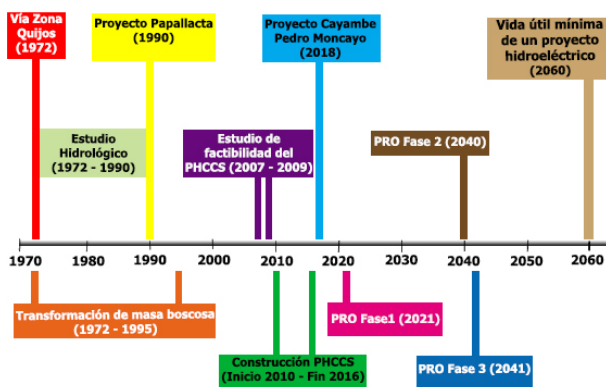 Vía Zona
Quijos
(1972)
Proyecto Papallacta
(1990)
Proyecto Cayambe
Pedro Moncayo
(2018)
Vida útil mínima
de un proyecto
hidroeléctrico
(2060)
Estudio
Hidrológico
(1972 - 1990)
Estudio de
factibilidad del
PHCCS (2007 - 2009)
PRO Fase 2 (2040)
1970 1980 1990 2000 2010 2020 2030 2040 2050 2060
Transformación de masa boscosa
(1972 - 1995)
PRO Fase1 (2021)
Construcción PHCCS
(Inicio 2010 - Fin 2016)
PRO Fase 3 (2041)